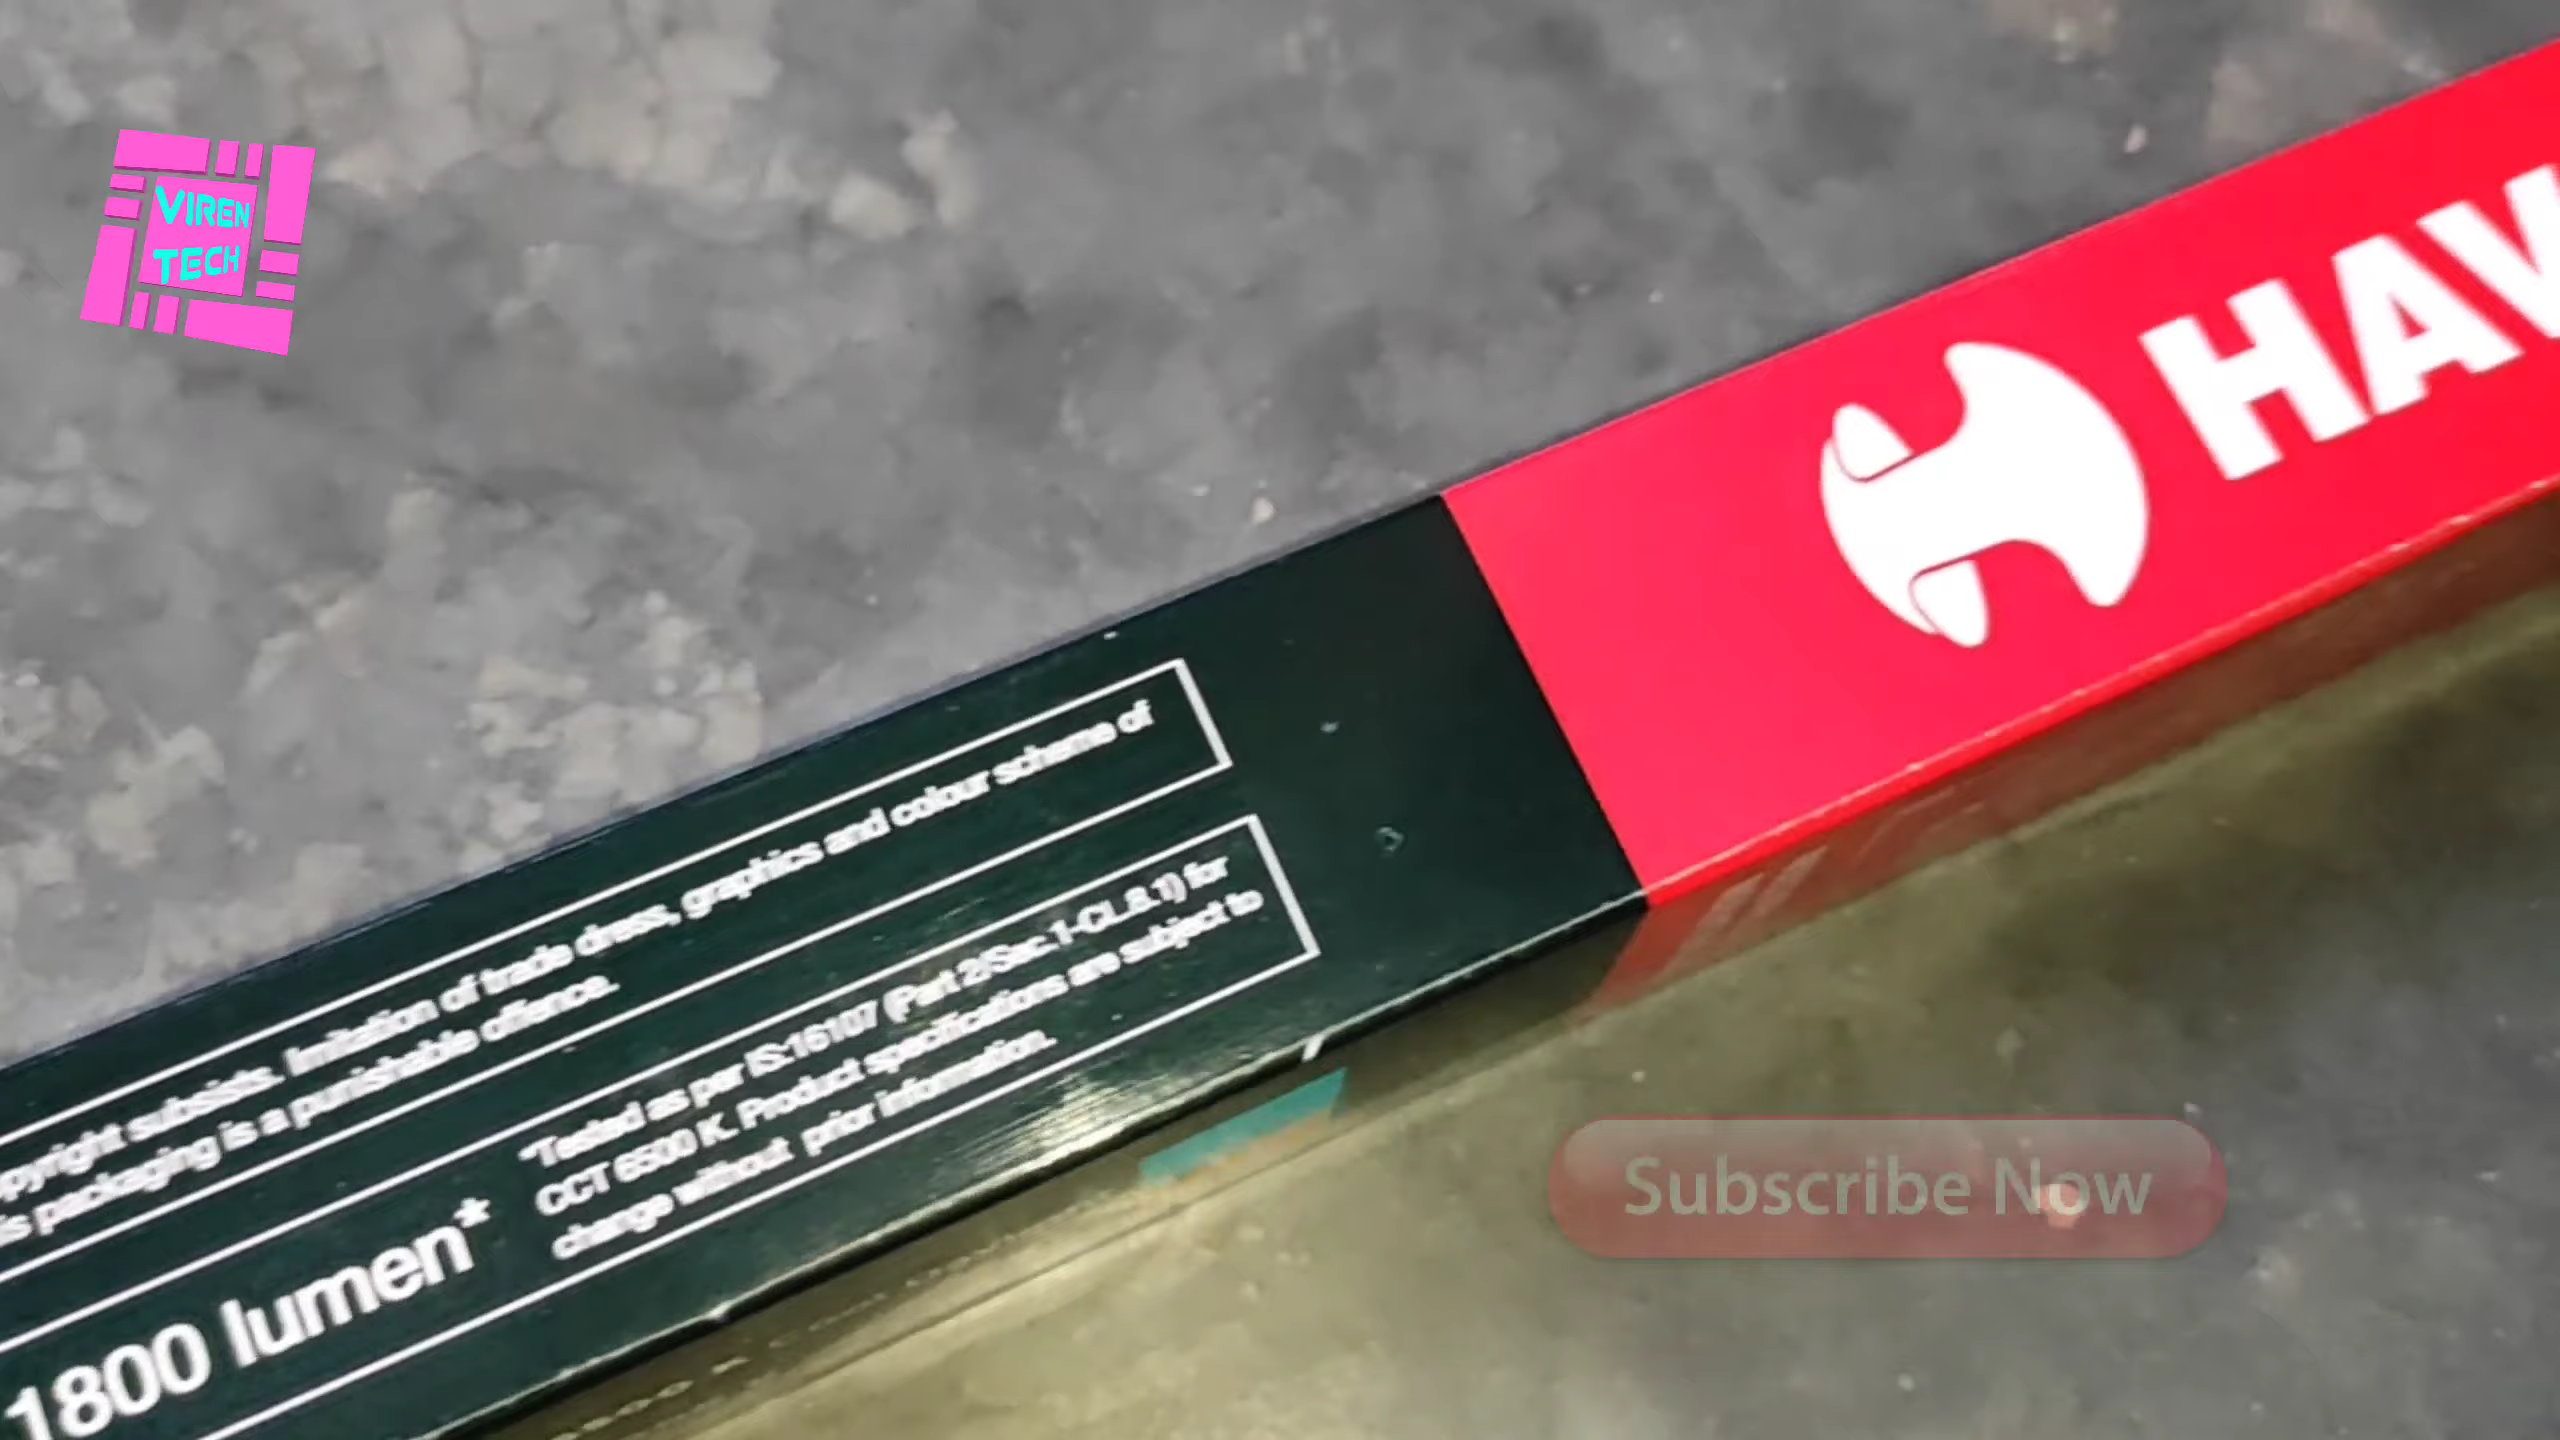 VIREN
TECH
HAV
pyright subsists. Imitation of trade dress, graphics and colour scheme of
is packaging is a punishable offence.
1800 lumen*
*Tested as per IS:16107 (Part 2/Sec.1-CL.8.1) for
CCT 6500 K. Product specifications are subject to
change without prior information.
Subscribe Now